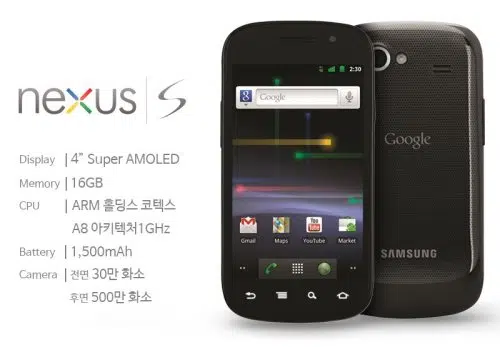 nexus | S
Display | 4” Super AMOLED
Memory | 16GB
CPU | ARM 홀딩스 코텍스
A8 아키텍처1GHz
Battery | 1,500mAh
Camera | 전면 30만 화소
후면 500만 화소
2:30
Google
Gmail Maps YouTube Market
Google
SAMSUNG